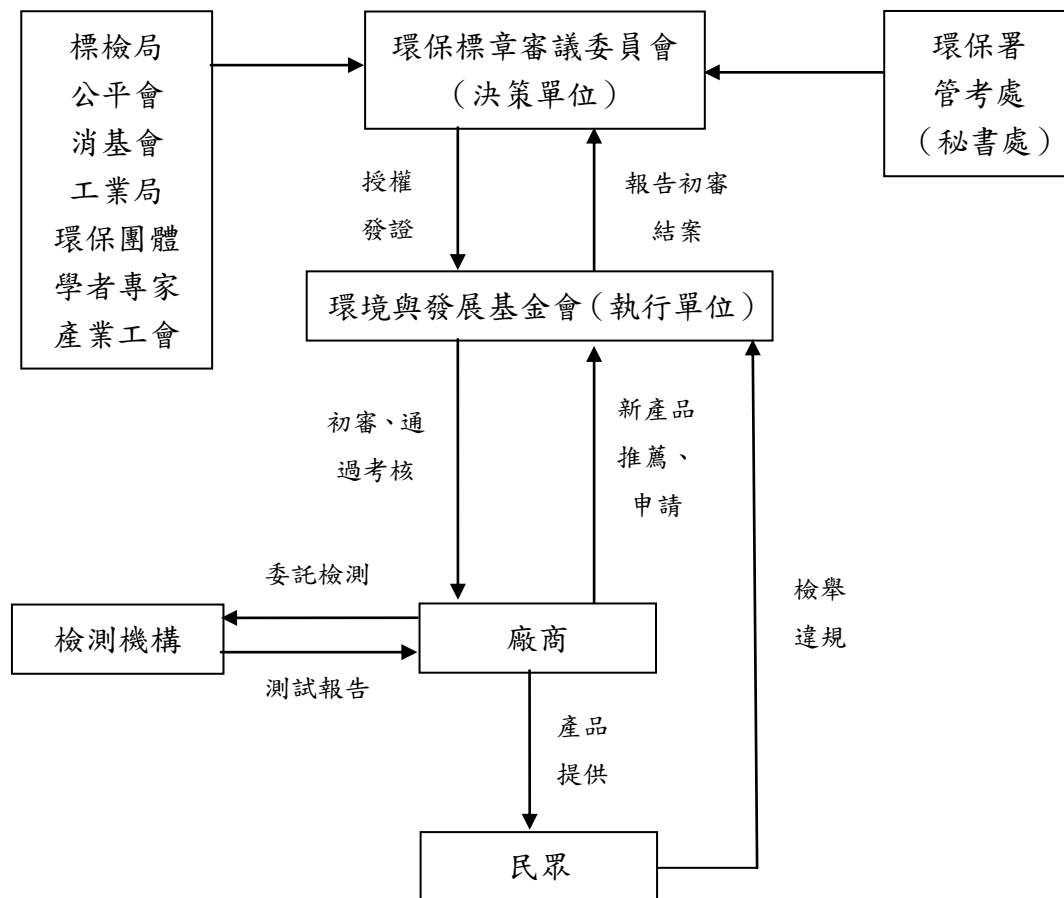 標檢局
公平會
消基會
工業局
環保團體
學者專家
產業工會
環保標章審議委員會
（決策單位）
環保署
管考處
（秘書處）
授權
發證
報告初審
結案
環境與發展基金會（執行單位）
初審、通
過考核
新產品
推薦、
申請
檢舉
違規
委託檢測
檢測機構
廠商
測試報告
產品
提供
民眾